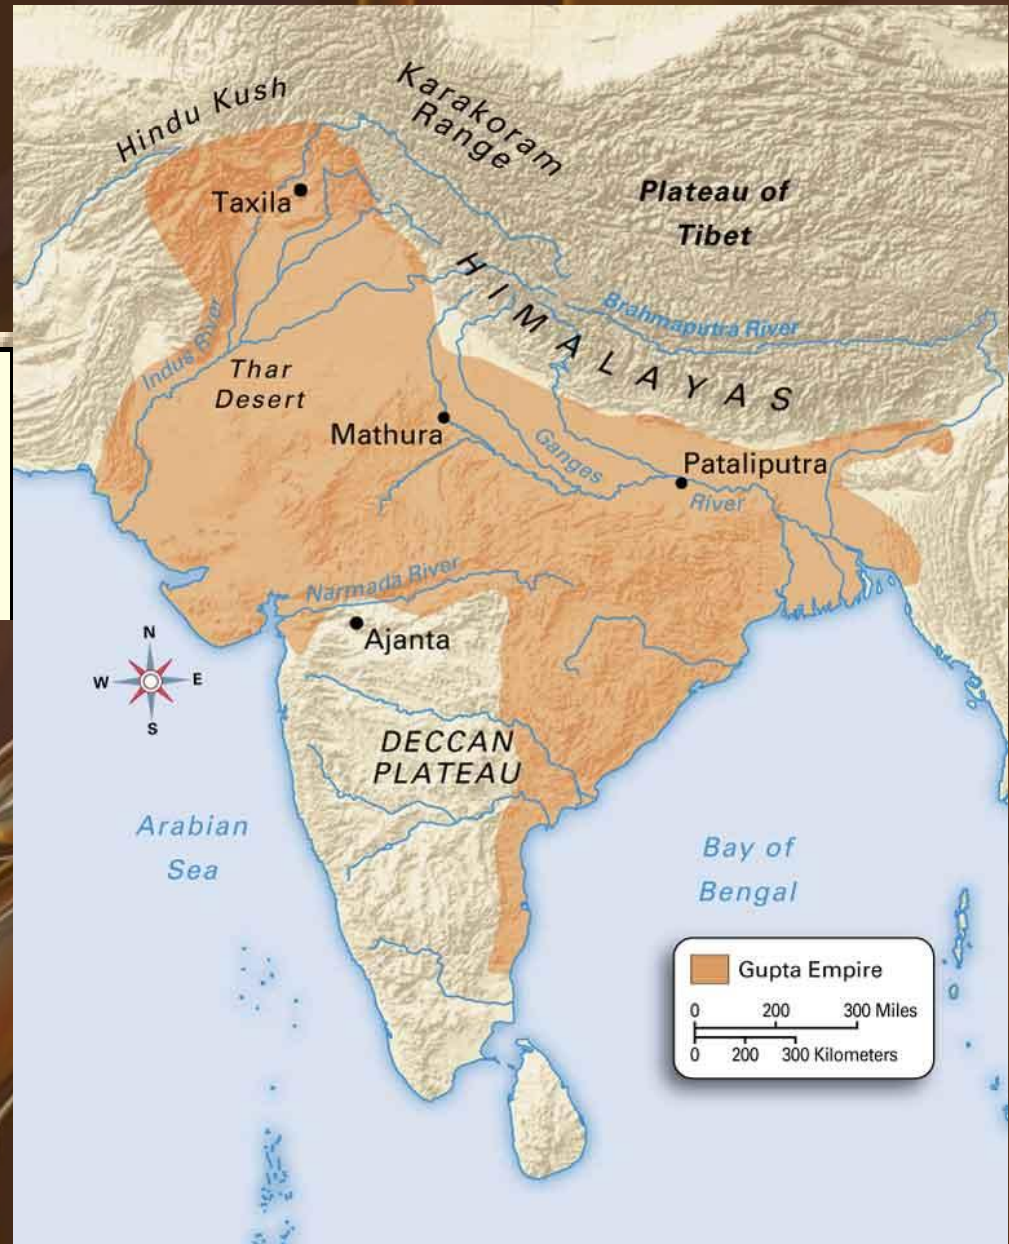 Hindu Kush
Karakoram
Range
Taxila
Plateau of
Tibet
HIMALAYAS
Brahmaputra River
Indus River
Thar
Desert
Mathura
Ganges
Pataliputra
River
Narmada River
Ajanta
N
W
E
S
DECCAN
PLATEAU
Arabian
Sea
Bay of
Bengal
Gupta Empire
0 200 300 Miles
0 200 300 Kilometers